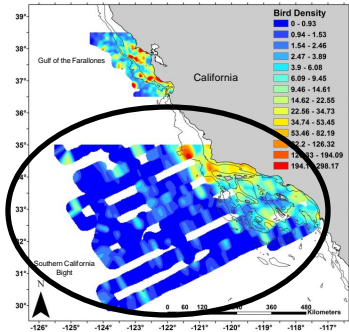 39°
38°
37°
36°
35°
34°
33°
32°
31°
30°
-126°
-125°
-124°
-123°
-122°
-121°
-120°
-119°
-118°
-117°
Gulf of the Farallones
California
Southern California
Bight
N
Bird Density
0 - 0.93
0.94 - 1.53
1.54 - 2.46
2.47 - 3.89
3.9 - 6.08
6.09 - 9.45
9.46 - 14.61
14.62 - 22.55
22.56 - 34.73
34.74 - 53.45
53.46 - 82.19
- 126.32
- 194.09
- 298.17
0
60
120
360
480
Kilometers